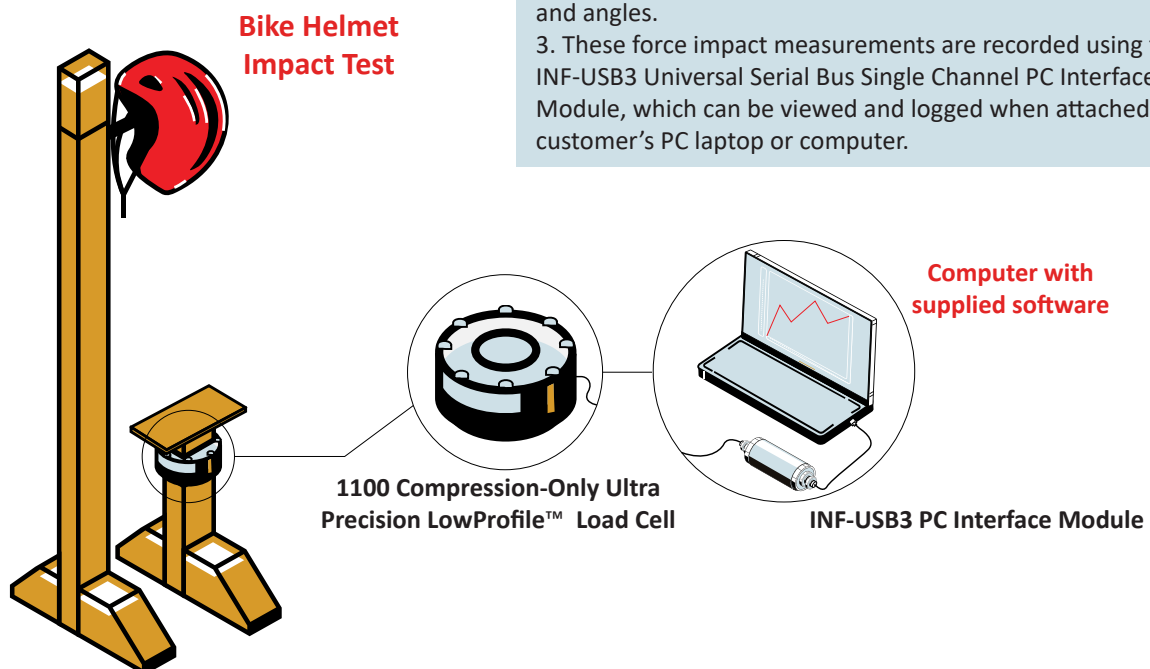 Bike Helmet
Impact Test
and angles.
3. These force impact measurements are recorded using
INF-USB3 Universal Serial Bus Single Channel PC Interface
Module, which can be viewed and logged when attached
customer’s PC laptop or computer.
Computer with
supplied software
1100 Compression-Only Ultra
Precision LowProfile™ Load Cell
INF-USB3 PC Interface Module